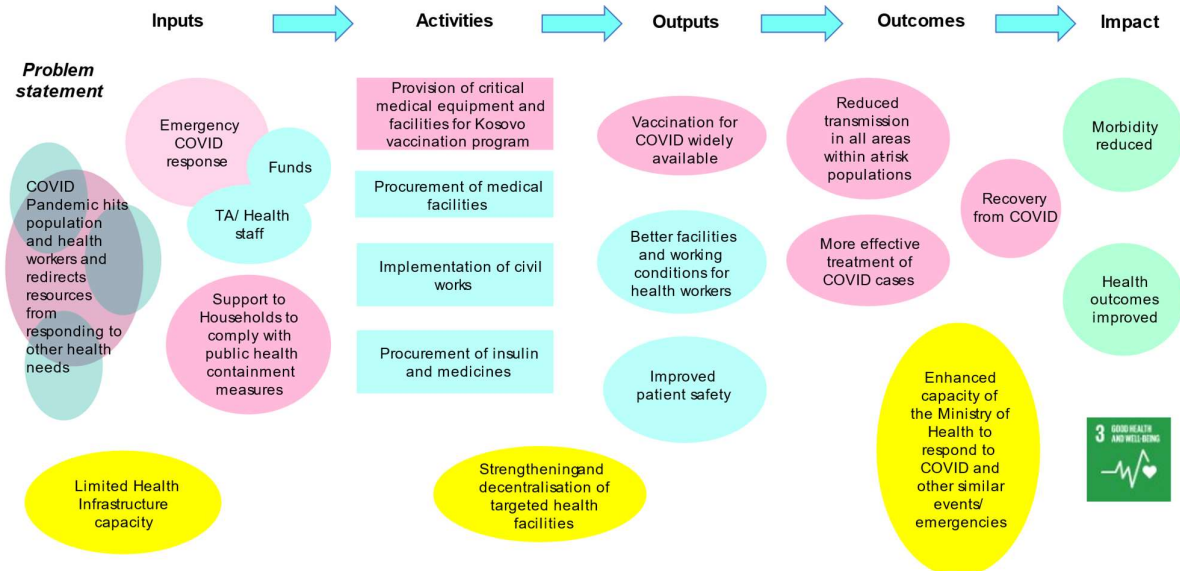 Inputs
Activities
Outputs
Outcomes
Impact
Problem
statement
COVID
Pandemic hits
population
and health
workers and
redirects
resources
from
responding to
other health
needs
Limited Health
Infrastructure
capacity
Emergency
COVID
response
Funds
TA/ Health
staff
Support to
Households to
comply with
public health
containment
measures
Provision of critical
medical equipment and
facilities for Kosovo
vaccination program
Procurement of medical
facilities
Implementation of civil
works
Procurement of insulin
and medicines
Strengthening and
decentralisation of
targeted health
facilities
Vaccination for
COVID widely
available
Better facilities
and working
conditions for
health workers
Improved
patient safety
Reduced
transmission
in all areas
within at-risk
populations
More effective
treatment of
COVID cases
Recovery
from COVID
Enhanced
capacity of
the Ministry of
Health to
respond to
COVID and
other similar
events/
emergencies
Morbidity
reduced
Health
outcomes
improved
3 GOOD HEALTH
AND WELL-BEING